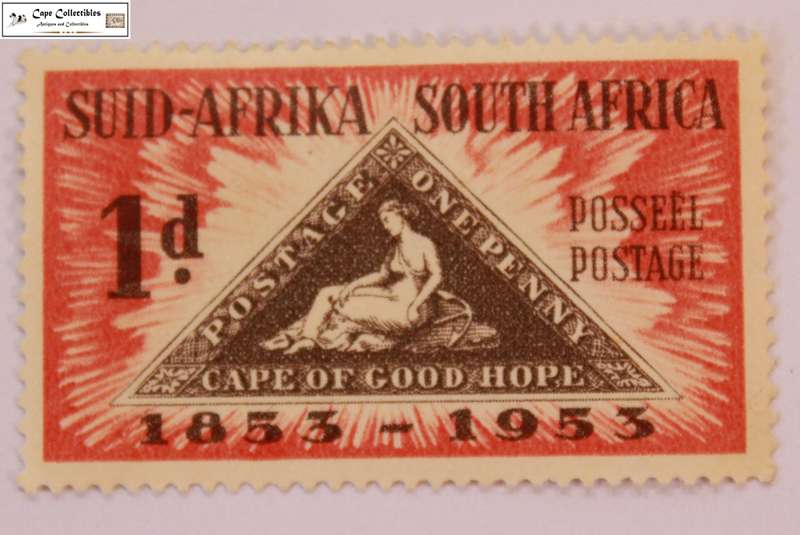 Cape Collectibles
Antiques and Collectibles
SUID-AFRIKA SOUTH AFRICA
1d.
POSSEËL
POSTAGE
POSTAGE
ONE PENNY
CAPE OF GOOD HOPE
1853-1953